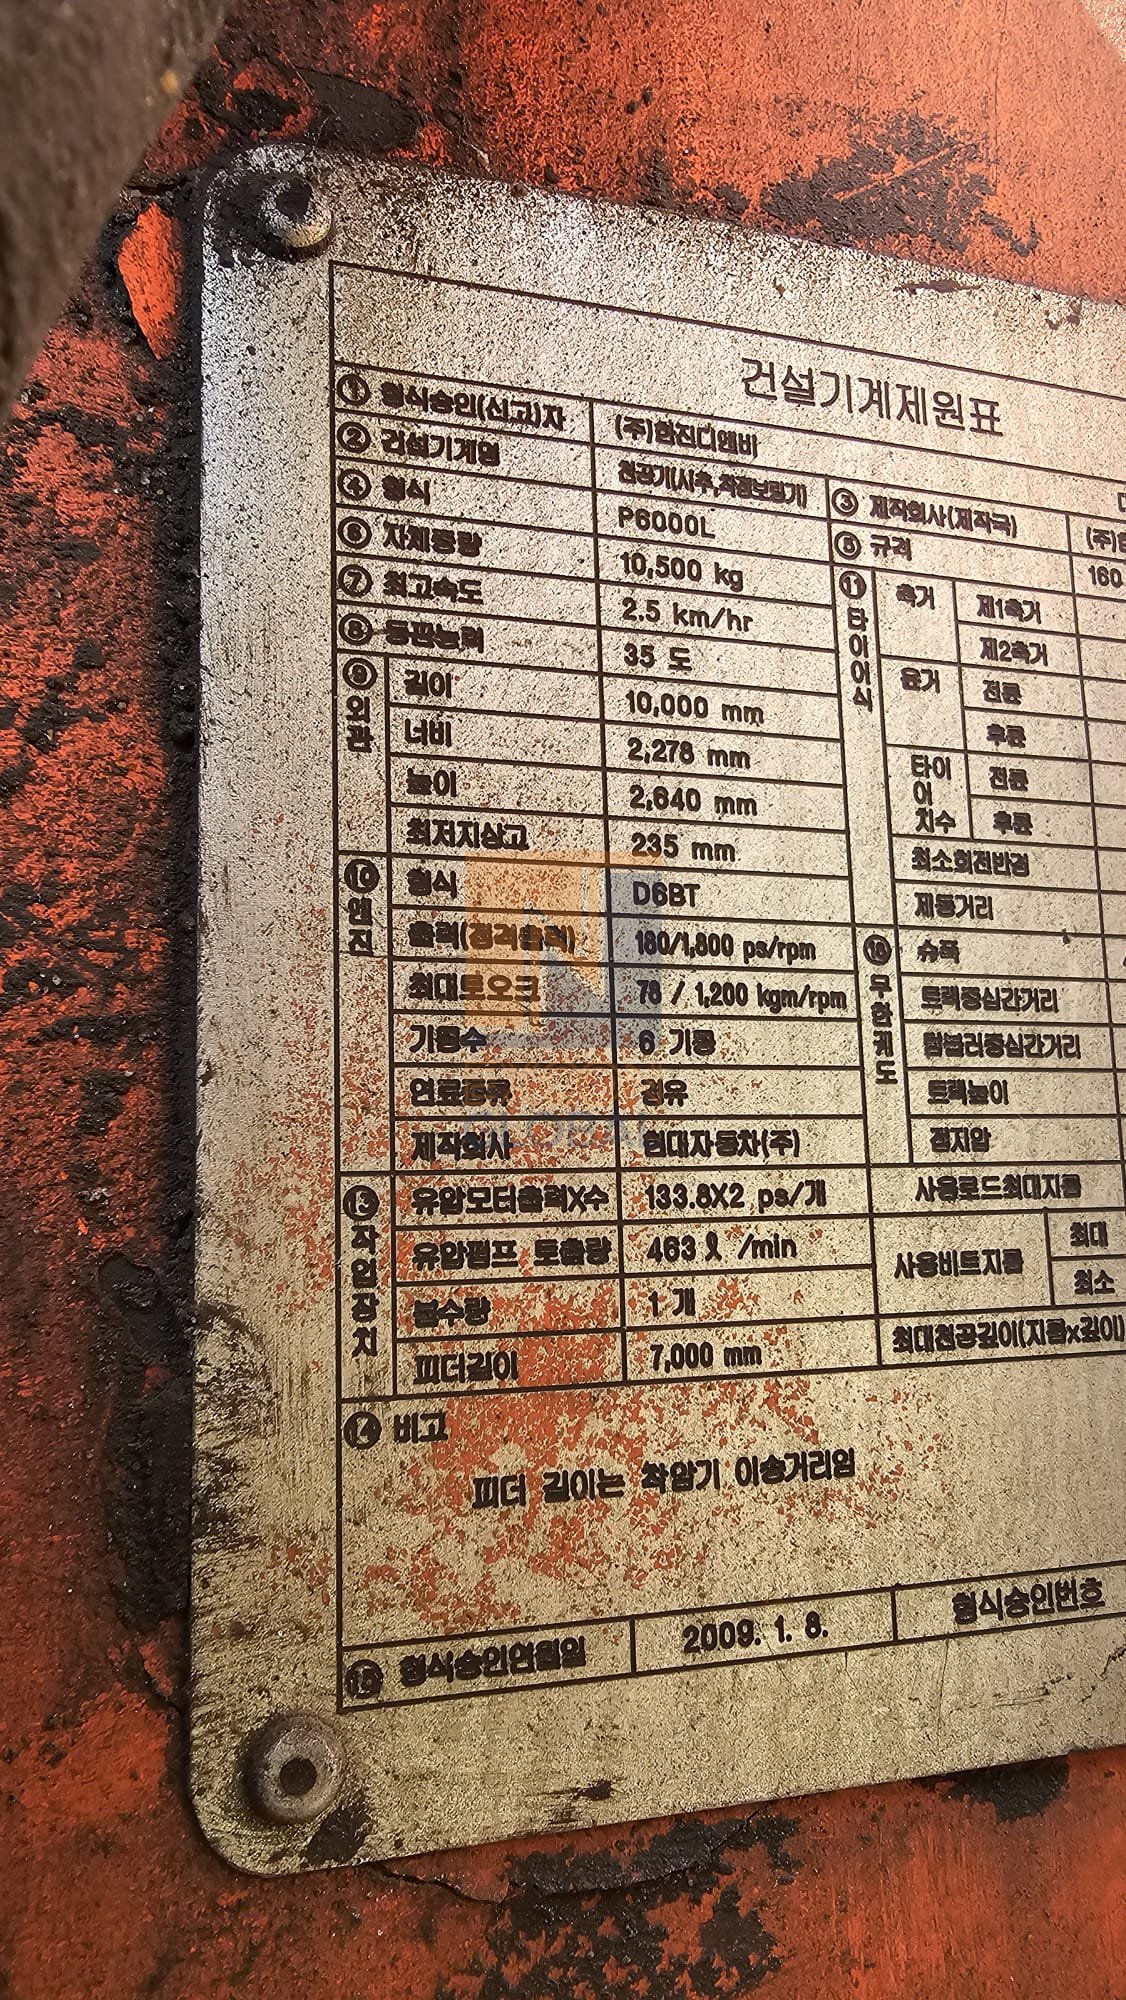 건설기계제원표
① 형식승인(신고)자 (주)한진디앤비
② 건설기계명 천공기(시추,착정보링기) ③ 제작회사(제작국)
④ 형식 P6000L ⑤ 규격 160
⑥ 자체중량 10,500 kg
⑦ 최고속도 2.5 km/hr
⑧ 등판능력 35 도
⑨ 외관
길이 10,000 mm
너비 2,278 mm
높이 2,640 mm
최저지상고 235 mm
⑩ 엔진
형식 D6BT
출력(정격출력) 180/1,800 ps/rpm
최대토오크 78 / 1,200 kgm/rpm
기통수 6 기통
연료종류 경유
제작회사 현대자동차(주)
⑪ 타이어식
축거 제1축거
제2축거
윤거 전륜
후륜
타이어치수 전륜
후륜
최소회전반경
제동거리
무한궤도
슈폭
트랙중심간거리
텀블러중심간거리
트랙높이
접지압
⑬ 작업장치
유압모터출력X수 133.8X2 ps/개 사용로드최대지름
유압펌프 토출량 463 ℓ /min 사용비트지름 최대
붐수량 1 개 최소
피더길이 7,000 mm 최대천공깊이(지름x깊이)
⑭ 비고
피더 길이는 착암기 이송거리임
⑮ 형식승인연월일 2009. 1. 8. 형식승인번호